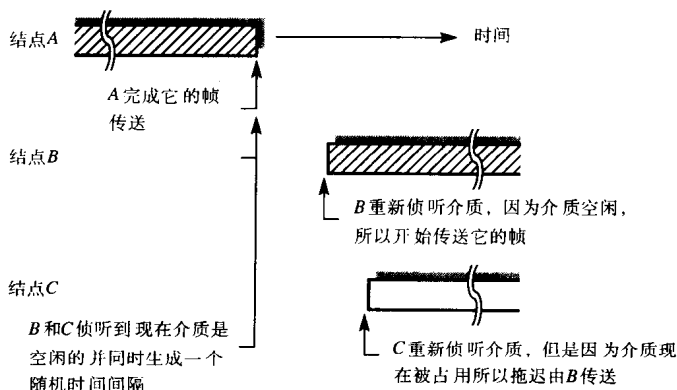 结点A
时间
A完成它的帧
传送
结点B
B重新侦听介质，因为介质空闲，
所以开始传送它的帧
结点C
B和C侦听到现在介质是
空闲的并同时生成一个
随机时间间隔
C重新侦听介质，但是因为介质现
在被占用所以拖迟由B传送